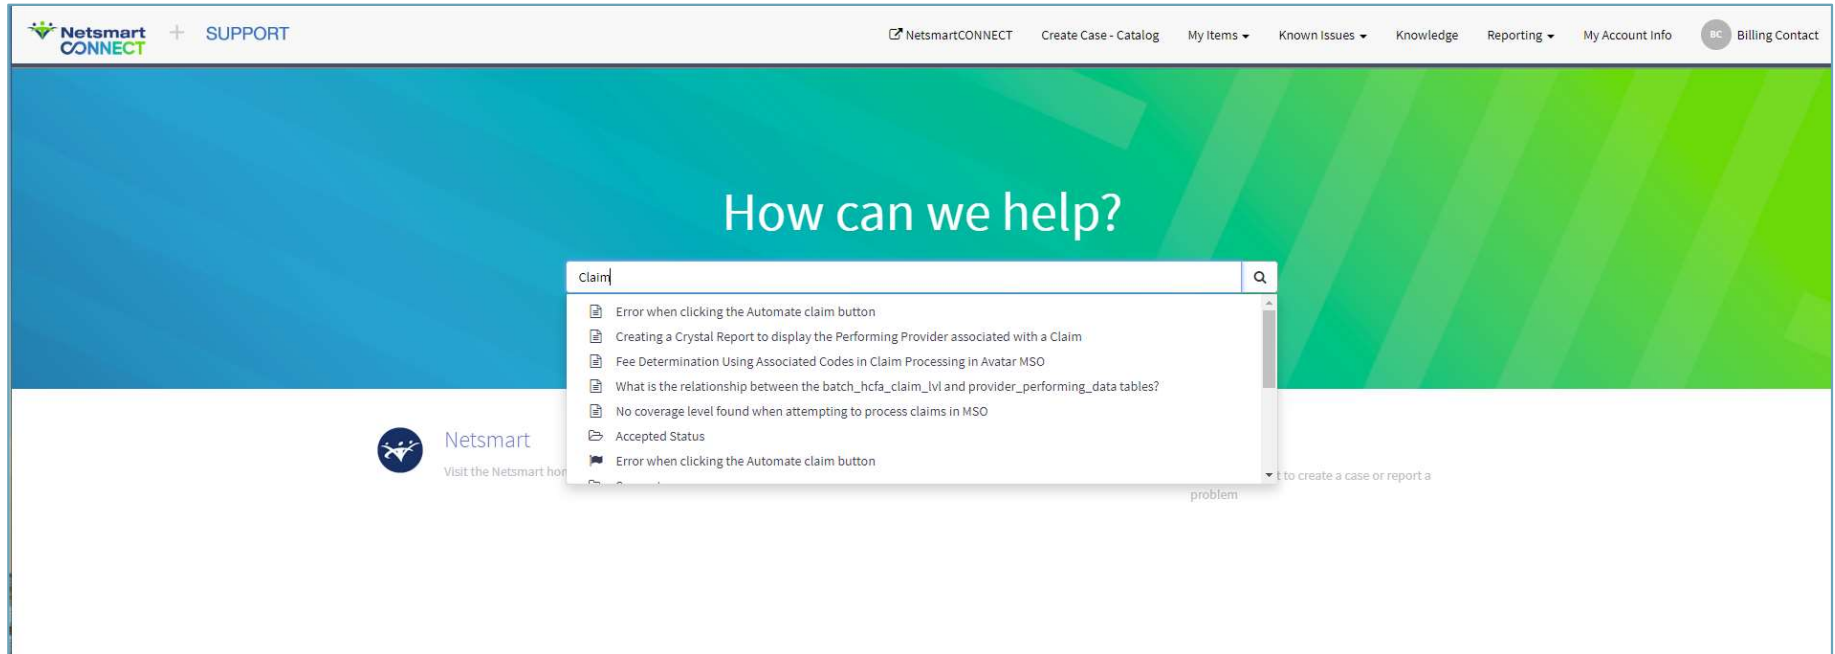 Netsmart CONNECT + SUPPORT
NetsmartCONNECT Create Case - Catalog My Items Known Issues Knowledge Reporting My Account Info BC Billing Contact
How can we help?
Claim
Error when clicking the Automate claim button
Creating a Crystal Report to display the Performing Provider associated with a Claim
Fee Determination Using Associated Codes in Claim Processing in Avatar MSO
What is the relationship between the batch_hcfa_claim_lvl and provider_performing_data tables?
No coverage level found when attempting to process claims in MSO
Accepted Status
Error when clicking the Automate claim button
Netsmart
Visit the Netsmart
to create a case or report a
problem